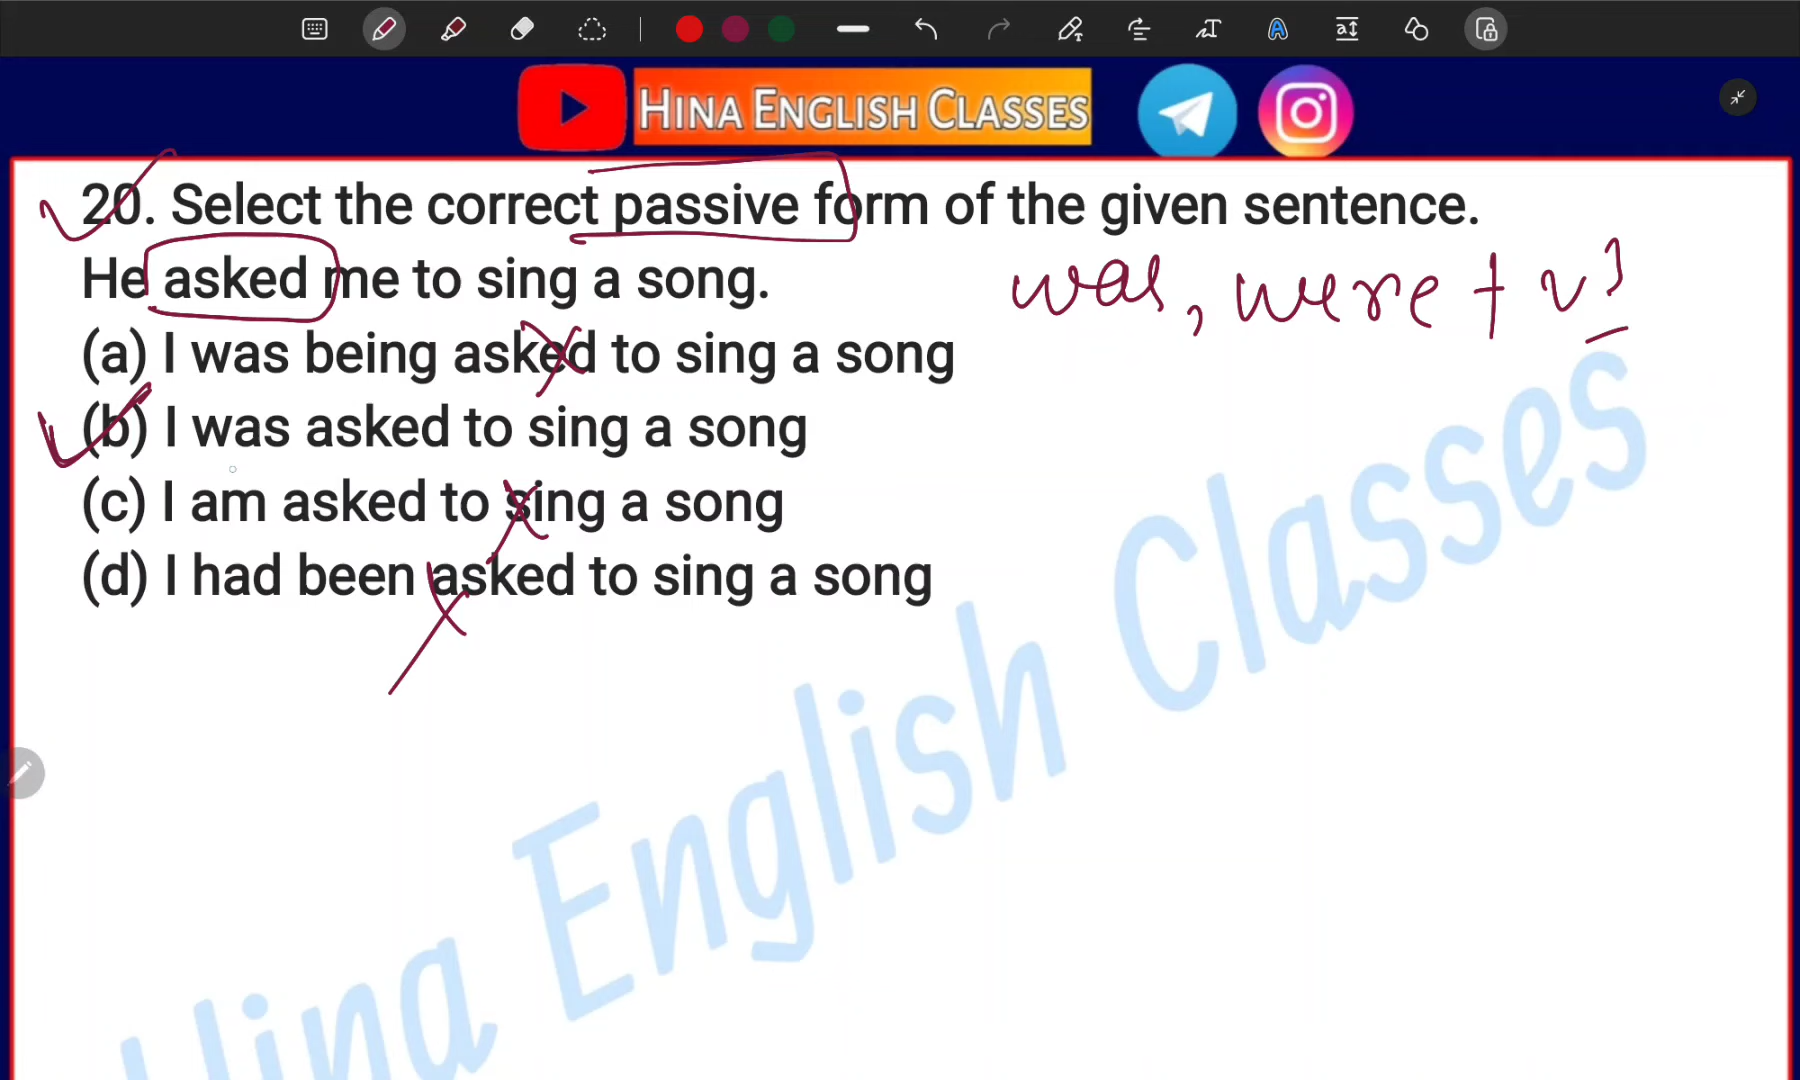 HINA ENGLISH CLASSES
20. Select the correct passive form of the given sentence.
He asked me to sing a song.
was, were + v3
(a) I was being asked to sing a song
(b) I was asked to sing a song
(c) I am asked to sing a song
(d) I had been asked to sing a song
Hina English Classes